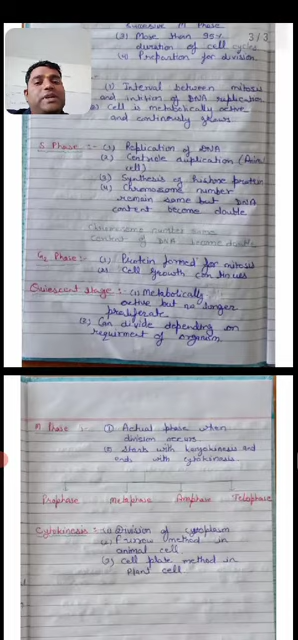 Successive M Phase
3/3
(3) More than 95%
duration of cell cycles
(4) Preparation for division
(1) Interval between mitosis
and initition of DNA replication
Cell is metabolically active
and continously grows
S Phase :- (1) Replication of DNA
(2) Centriole duplication (Animal
cell)
(3) Synthesis of histone protein
(4) Chromosome number
remain same but DNA
content become double
Chromosome number same
content of DNA become double
G2 Phase :- (1) Protein formed for mitosis
(2) Cell growth continues
Quiescent stage :- (1) Metabolically
active but no longer
proliferate
(2) Can divide depending on
requirment of organism
M Phase :- (1) Actual phase when
division occurs
(2) Starts with karyokinesis and
ends with cytokinesis
Prophase Metaphase Anaphase Telophase
Cytokinesis :- (1) Division of cytoplasm
(2) Furrow method in
animal cell
(3) Cell plate method in
Plant cell